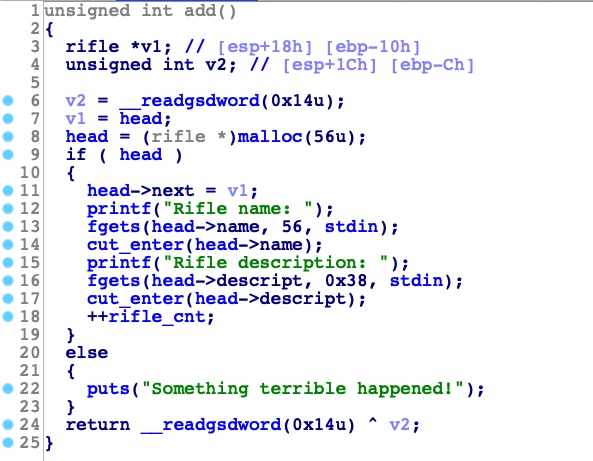 1 unsigned int add()
2 {
3   rifle *v1; // [esp+18h] [ebp-10h]
4   unsigned int v2; // [esp+1Ch] [ebp-Ch]
5
6   v2 = __readgsdword(0x14u);
7   v1 = head;
8   head = (rifle *)malloc(56u);
9   if ( head )
10   {
11     head->next = v1;
12     printf("Rifle name: ");
13     fgets(head->name, 56, stdin);
14     cut_enter(head->name);
15     printf("Rifle description: ");
16     fgets(head->descript, 0x38, stdin);
17     cut_enter(head->descript);
18     ++rifle_cnt;
19   }
20   else
21   {
22     puts("Something terrible happened!");
23   }
24   return __readgsdword(0x14u) ^ v2;
25 }